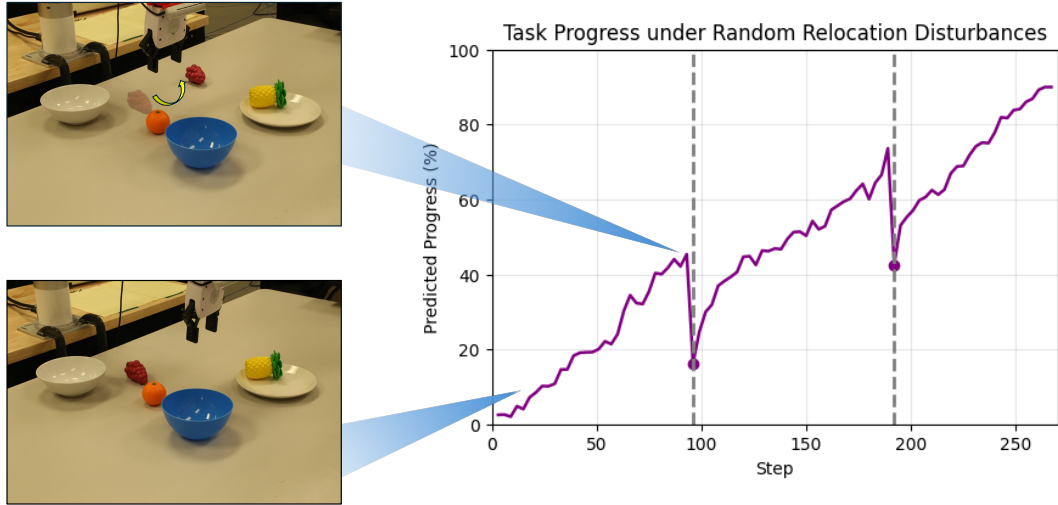 Task Progress under Random Relocation Disturbances
100
80
60
40
20
0
Predicted Progress (%)
0 50 100 150 200 250
Step